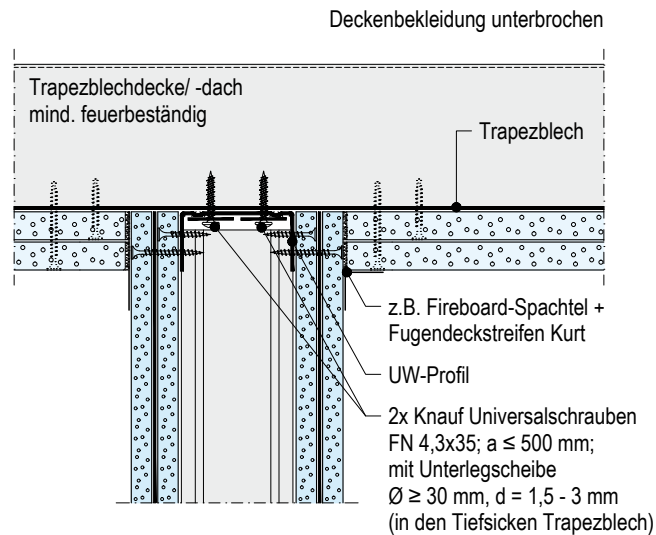 Deckenbekleidung unterbrochen
Trapezblechdecke/ -dach
mind. feuerbeständig
Trapezblech
z.B. Fireboard-Spachtel +
Fugendeckstreifen Kurt
UW-Profil
2x Knauf Universalschrauben
FN 4,3x35; a ≤ 500 mm;
mit Unterlegscheibe
Ø ≥ 30 mm, d = 1,5 - 3 mm
(in den Tiefsicken Trapezblech)